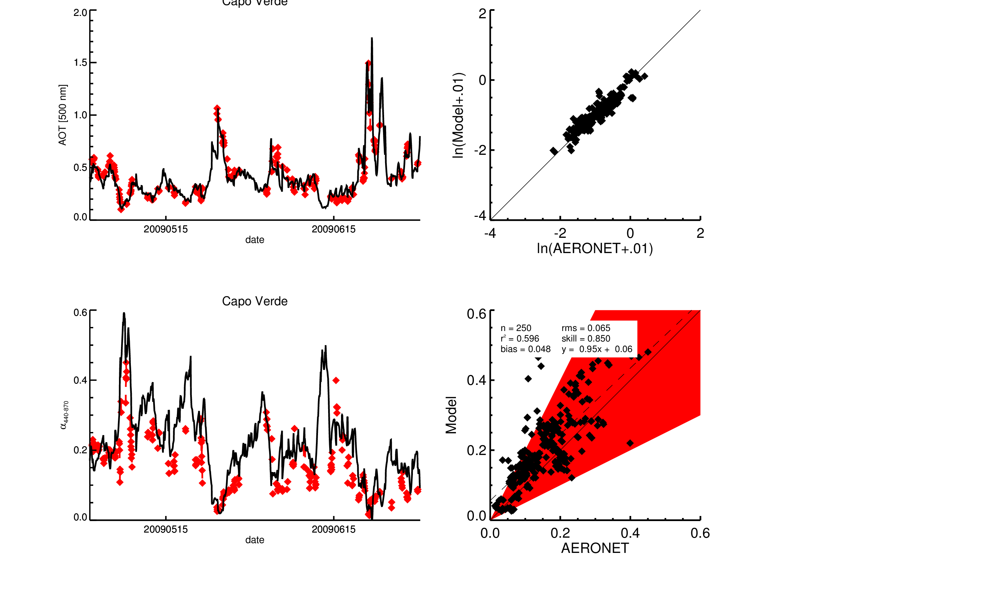 Capo Verde
2.0
1.5
1.0
0.5
0.0
AOT [500 nm]
20090515
20090615
date
2
0
-2
-4
ln(Model+.01)
-4
-2
0
2
ln(AERONET+.01)
Capo Verde
0.6
0.4
0.2
0.0
α440-870
20090515
20090615
date
0.6
0.4
0.2
0.0
Model
n = 250
rms = 0.065
r² = 0.596
skill = 0.850
bias = 0.048
y = 0.95x + 0.06
0.0
0.2
0.4
0.6
AERONET